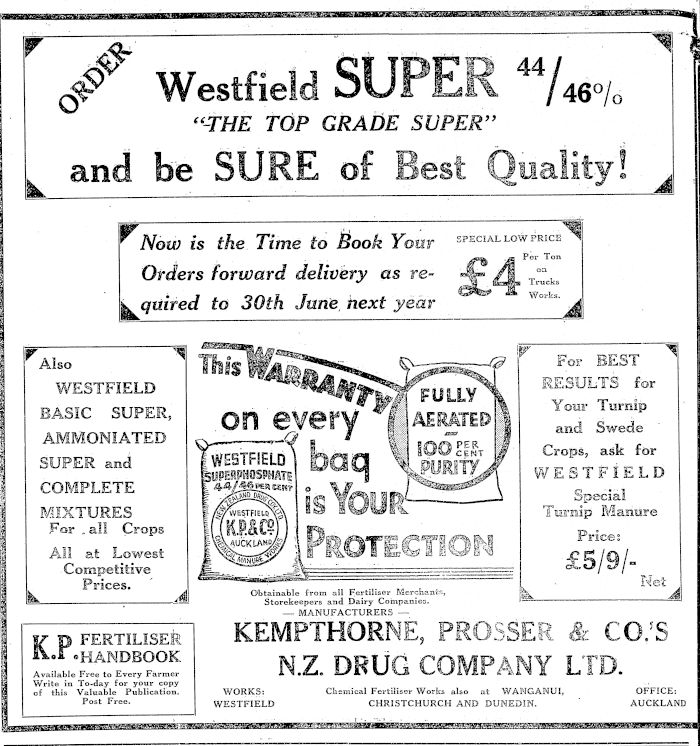 ORDER
Westfield SUPER 44/46%
"THE TOP GRADE SUPER"
and be SURE of Best Quality!
Now is the Time to Book Your
Orders forward delivery as re-
quired to 30th June next year
SPECIAL LOW PRICE
£4
Per Ton
on
Trucks
Works.
Also
WESTFIELD
BASIC SUPER,
AMMONIATED
SUPER and
COMPLETE
MIXTURES
For all Crops
All at Lowest
Competitive
Prices.
This WARRANTY
on every
bag
is YOUR
PROTECTION
FULLY
AERATED
100 PER CENT
PURITY
WESTFIELD
SUPERPHOSPHATE
44/46 PER CENT
NEW ZEALAND DRUG CO LTD
WESTFIELD
K.P.& CO
AUCKLAND
CHEMICAL MANURE WORKS
For BEST
RESULTS for
Your Turnip
and Swede
Crops, ask for
WESTFIELD
Special
Turnip Manure
Price:
£5/9/-
Net
Obtainable from all Fertiliser Merchants,
Storekeepers and Dairy Companies.
— MANUFACTURERS —
KEMPTHORNE, PROSSER & CO.'S
N.Z. DRUG COMPANY LTD.
K.P. FERTILISER
HANDBOOK.
Available Free to Every Farmer
Write in To-day for your copy
of this Valuable Publication.
Post Free.
WORKS:
WESTFIELD
Chemical Fertiliser Works also at WANGANUI,
CHRISTCHURCH AND DUNEDIN.
OFFICE:
AUCKLAND